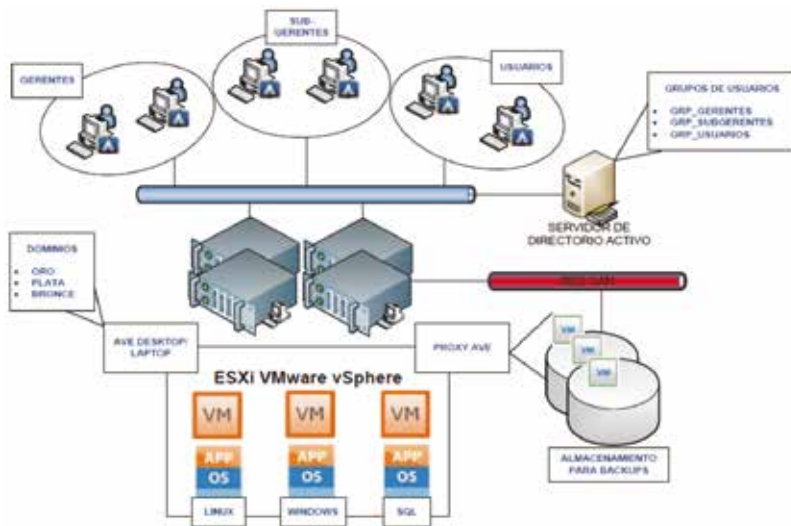 SUB-
GERENTES
GERENTES
USUARIOS
GRUPOS DE USUARIOS
GRP_GERENTES
GRP_SUBGERENTES
GRP_USUARIOS
SERVIDOR DE
DIRECTORIO ACTIVO
DOMINIOS
ORO
PLATA
BRONCE
RED SAN
AVE DESKTOP/
LAPTOP
PROXY AVE
VM
VM
VM
ESXi VMware vSphere
VM
VM
VM
APP
APP
APP
OS
OS
OS
LINUX
WINDOWS
SQL
ALMACENAMIENTO
PARA BACKUPS